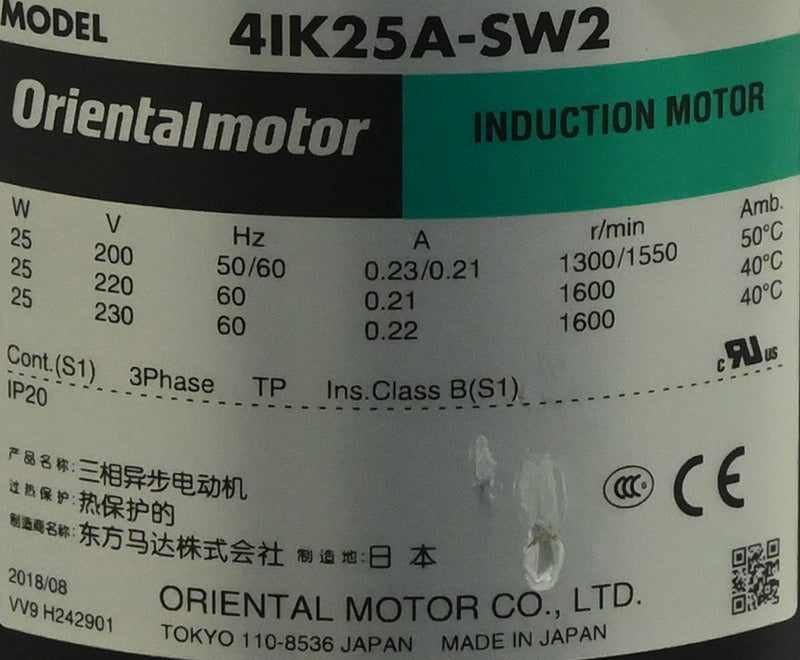 MODEL 4IK25A-SW2
Orientalmotor INDUCTION MOTOR
W V Hz A r/min Amb.
25 200 50/60 0.23/0.21 1300/1550 50°C
25 220 60 0.21 1600 40°C
25 230 60 0.22 1600 40°C
Cont.(S1) 3Phase TP Ins.Class B(S1)
IP20
c RU US
产品名称:三相异步电动机
过热保护:热保护的
制造商名称:东方马达株式会社 制造地:日本
CCC G CE
2018/08
VV9 H242901
ORIENTAL MOTOR CO., LTD.
TOKYO 110-8536 JAPAN MADE IN JAPAN